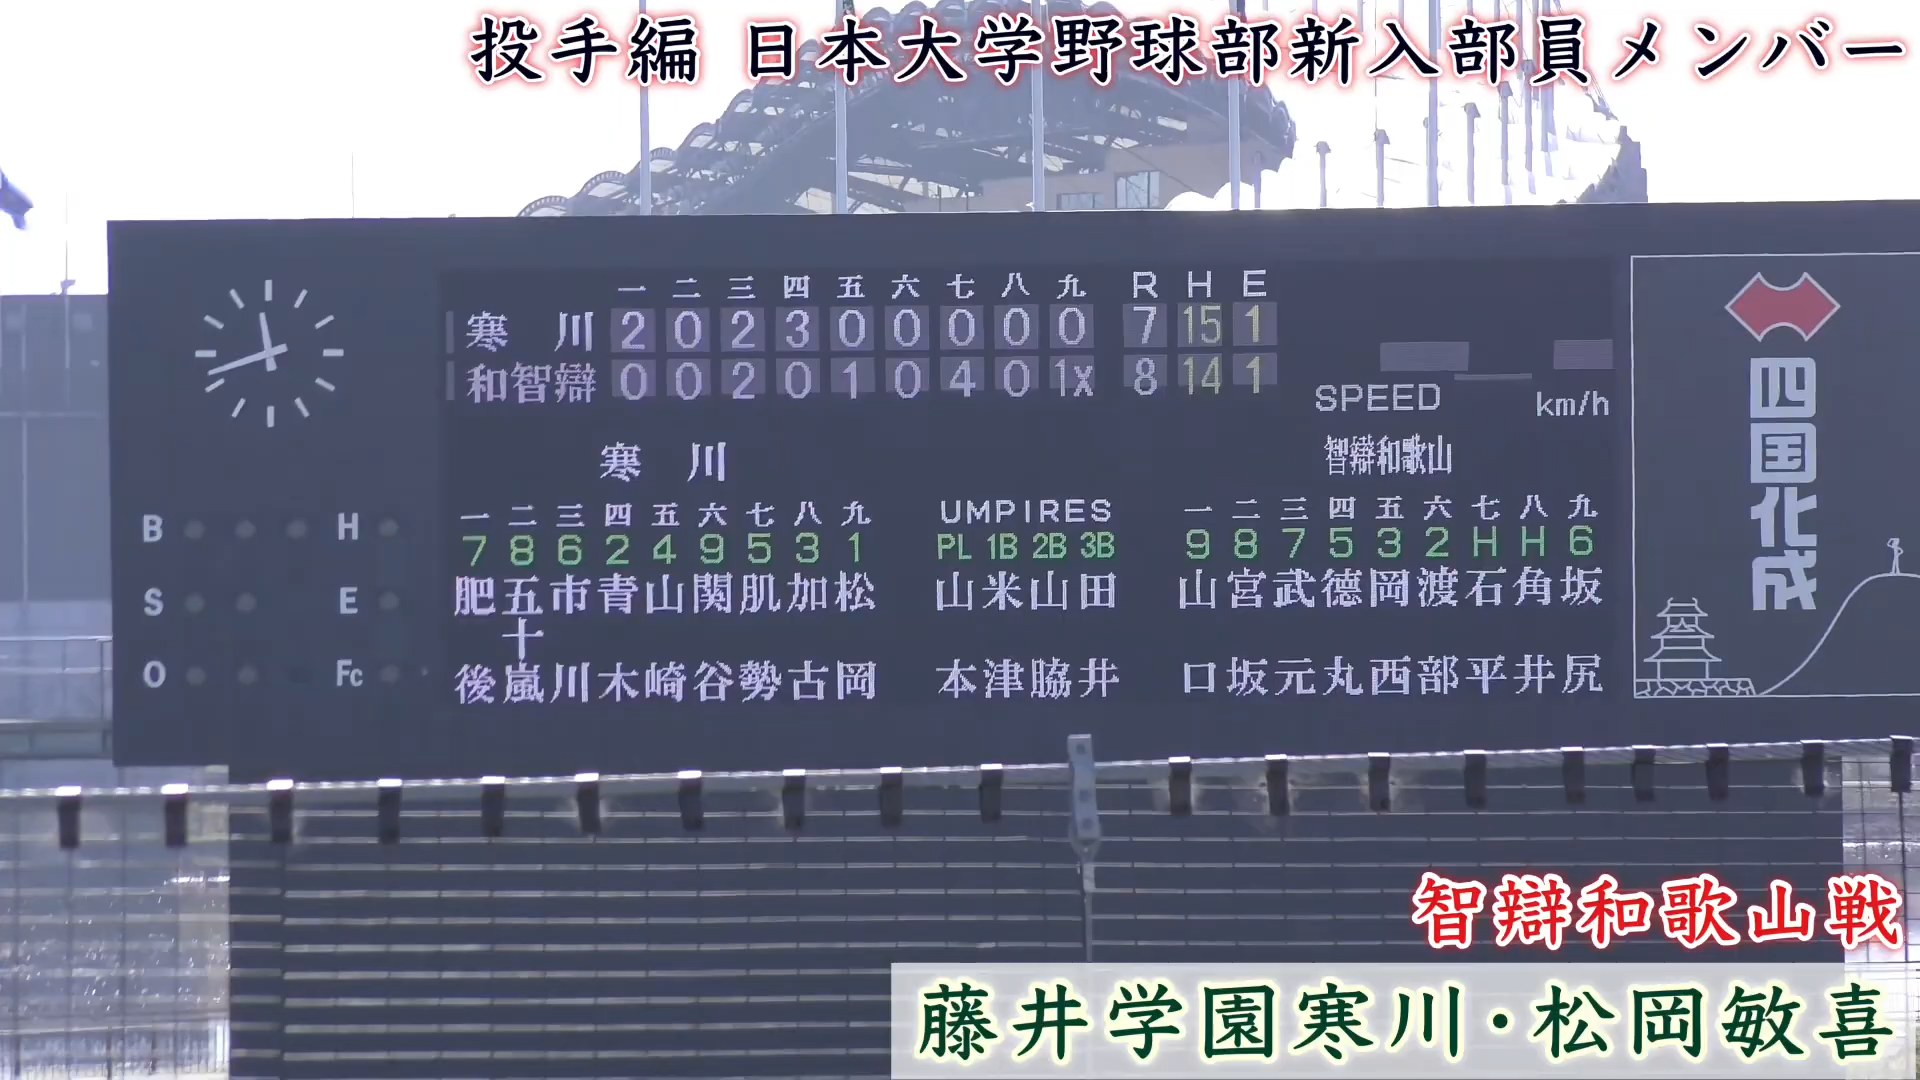 投手編 日本大学野球部新入部員メンバー
一 二 三 四 五 六 七 八 九 R H E
寒 川 2 0 2 3 0 0 0 0 0 7 15 1
和智辯 0 0 2 0 1 0 4 0 1x 8 14 1
SPEED km/h
寒 川
智辯和歌山
一 二 三 四 五 六 七 八 九
7 8 6 2 4 9 5 3 1
肥後 五十嵐 市川 青木 山崎 関谷 肌勢 加古 松岡
UMPIRES
PL 1B 2B 3B
山本 米津 山脇 田井
一 二 三 四 五 六 七 八 九
9 8 7 5 3 2 H H 6
山口 宮坂 武元 德丸 岡西 渡部 石平 角井 坂尻
B H
S E
O Fc
四国化成
智辯和歌山戦
藤井学園寒川・松岡敏喜